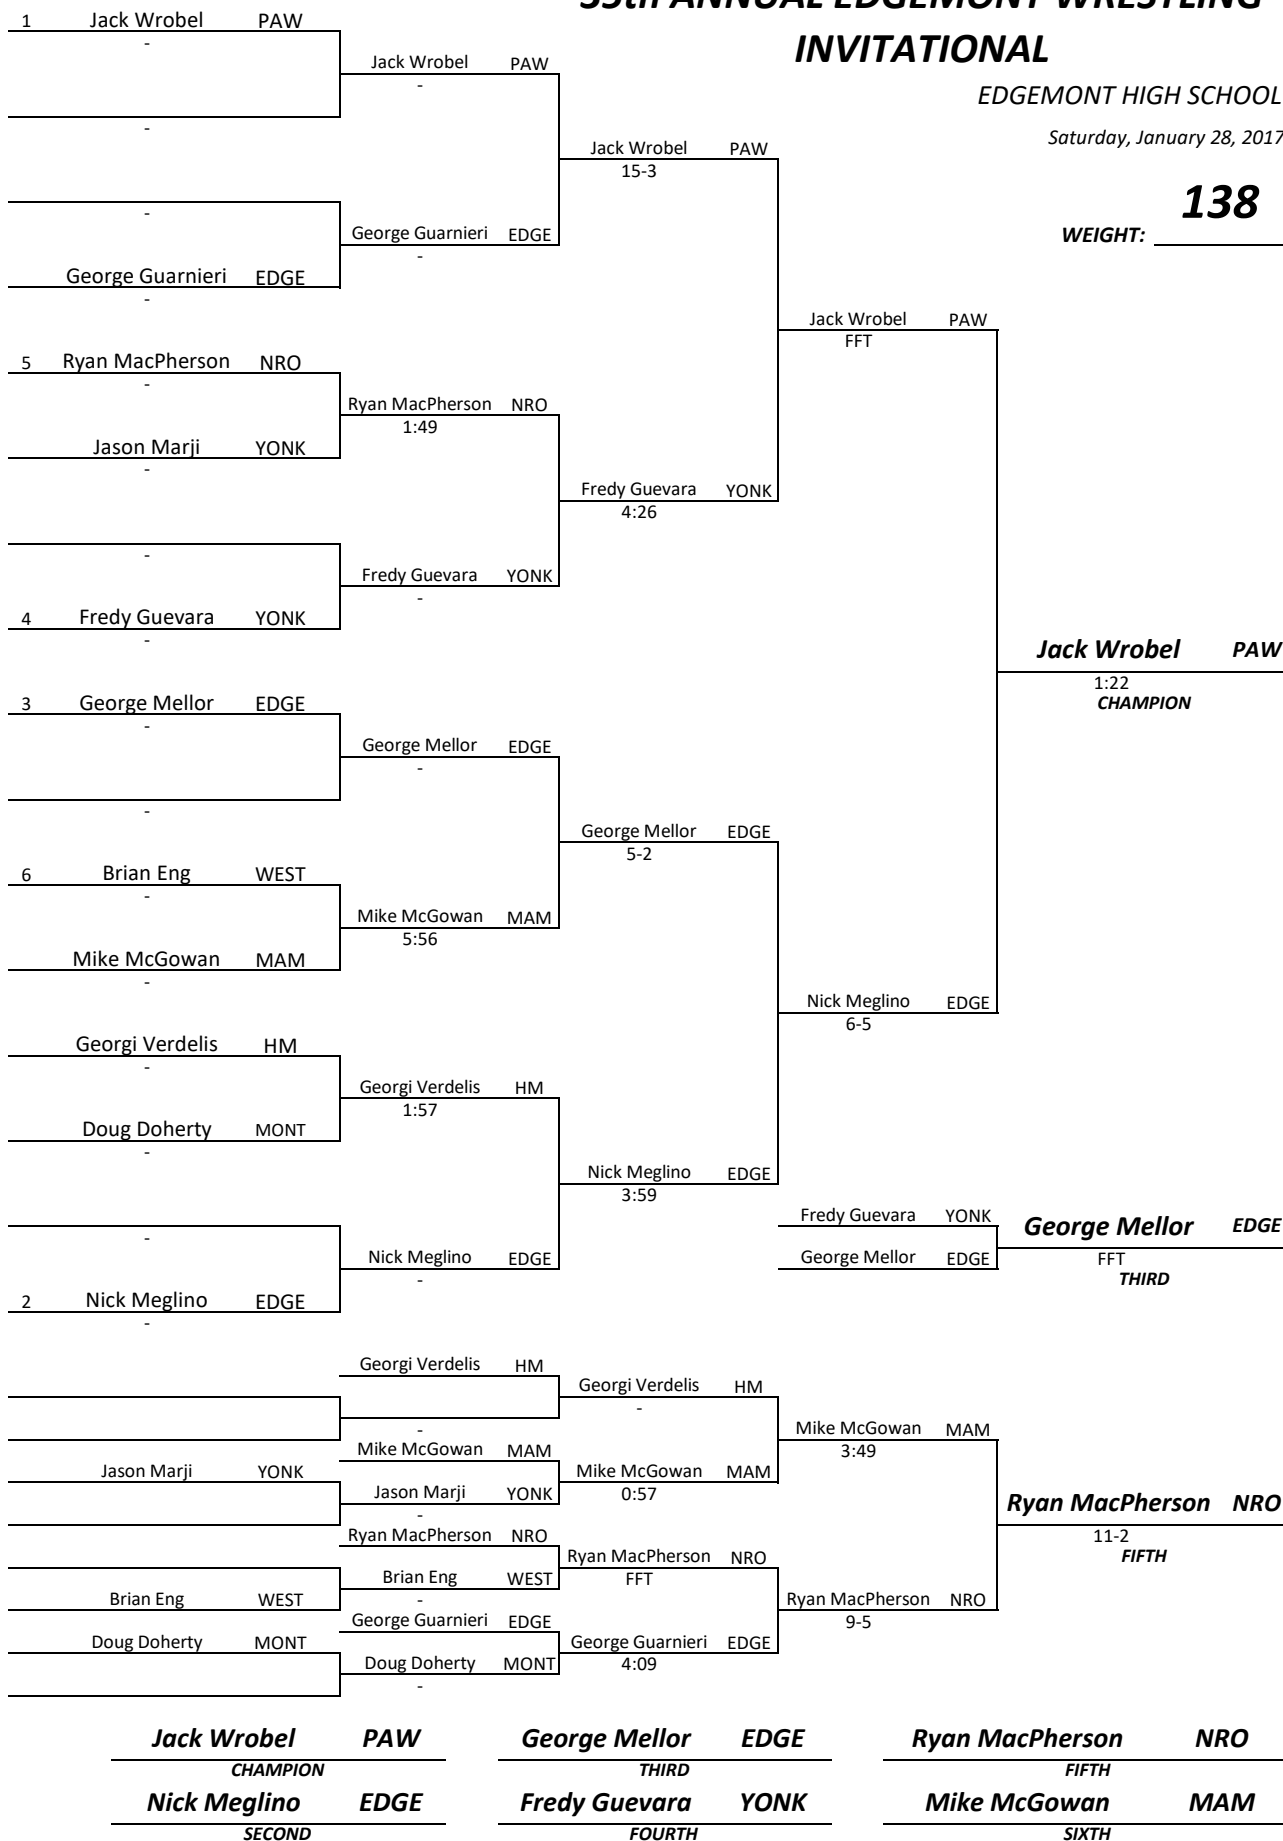 35th ANNUAL EDGEMONT WRESTLING
INVITATIONAL
EDGEMONT HIGH SCHOOL
Saturday, January 28, 2017
138
WEIGHT:
1 Jack Wrobel PAW
-
Jack Wrobel PAW
-
-
Jack Wrobel PAW
15-3
-
George Guarnieri EDGE
-
George Guarnieri EDGE
-
Jack Wrobel PAW
FFT
5 Ryan MacPherson NRO
-
Ryan MacPherson NRO
1:49
Jason Marji YONK
-
Fredy Guevara YONK
4:26
-
Fredy Guevara YONK
-
4 Fredy Guevara YONK
-
Jack Wrobel PAW
1:22
CHAMPION
3 George Mellor EDGE
-
George Mellor EDGE
-
-
George Mellor EDGE
5-2
6 Brian Eng WEST
-
Mike McGowan MAM
5:56
Mike McGowan MAM
-
Nick Meglino EDGE
6-5
Georgi Verdelis HM
-
Georgi Verdelis HM
1:57
Doug Doherty MONT
-
Nick Meglino EDGE
3:59
-
Nick Meglino EDGE
-
2 Nick Meglino EDGE
-
Fredy Guevara YONK
George Mellor EDGE
George Mellor EDGE
FFT
THIRD
Georgi Verdelis HM
Georgi Verdelis HM
-
-
Mike McGowan MAM
3:49
Mike McGowan MAM
Jason Marji YONK
Mike McGowan MAM
0:57
Jason Marji YONK
-
Ryan MacPherson NRO
11-2
FIFTH
Ryan MacPherson NRO
Ryan MacPherson NRO
FFT
Brian Eng WEST
-
Brian Eng WEST
Ryan MacPherson NRO
9-5
George Guarnieri EDGE
Doug Doherty MONT
George Guarnieri EDGE
4:09
Doug Doherty MONT
-
Jack Wrobel PAW George Mellor EDGE Ryan MacPherson NRO
CHAMPION THIRD FIFTH
Nick Meglino EDGE Fredy Guevara YONK Mike McGowan MAM
SECOND FOURTH SIXTH